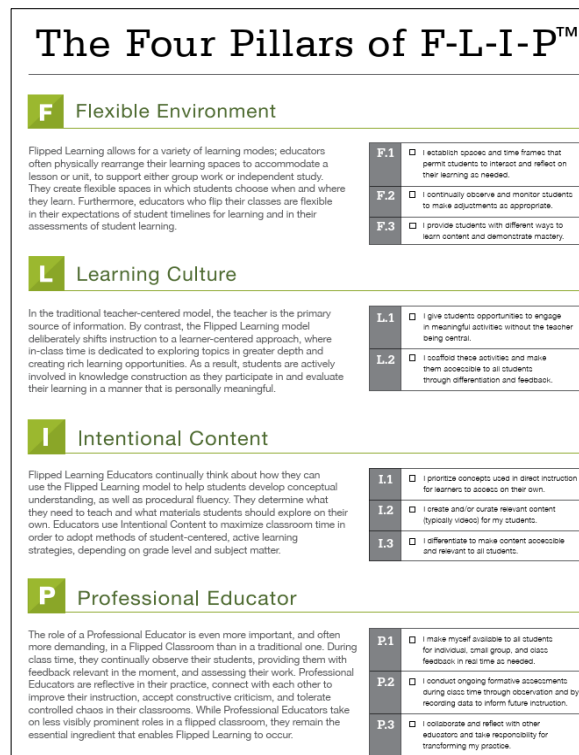 The Four Pillars of F-L-I-P™
F Flexible Environment
Flipped Learning allows for a variety of learning modes; educators
often physically rearrange their learning spaces to accommodate a
lesson or unit, to support either group work or independent study.
They create flexible spaces in which students choose when and where
they learn. Furthermore, educators who flip their classes are flexible
in their expectations of student timelines for learning and in their
assessments of student learning.
F.1 I establish spaces and time frames that
permit students to interact and reflect on
their learning as needed.
F.2 I continually observe and monitor students
to make adjustments as appropriate.
F.3 I provide students with different ways to
learn content and demonstrate mastery.
L Learning Culture
In the traditional teacher-centered model, the teacher is the primary
source of information. By contrast, the Flipped Learning model
deliberately shifts instruction to a learner-centered approach, where
in-class time is dedicated to exploring topics in greater depth and
creating rich learning opportunities. As a result, students are actively
involved in knowledge construction as they participate in and evaluate
their learning in a manner that is personally meaningful.
L.1 I give students opportunities to engage
in meaningful activities without the teacher
being central.
L.2 I scaffold these activities and make
them accessible to all students
through differentiation and feedback.
I Intentional Content
Flipped Learning Educators continually think about how they can
use the Flipped Learning model to help students develop conceptual
understanding, as well as procedural fluency. They determine what
they need to teach and what materials students should explore on their
own. Educators use Intentional Content to maximize classroom time in
order to adopt methods of student-centered, active learning
strategies, depending on grade level and subject matter.
I.1 I prioritize concepts used in direct instruction
for learners to access on their own.
I.2 I create and/or curate relevant content
(typically videos) for my students.
I.3 I differentiate to make content accessible
and relevant to all students.
P Professional Educator
The role of a Professional Educator is even more important, and often
more demanding, in a Flipped Classroom than in a traditional one. During
class time, they continually observe their students, providing them with
feedback relevant in the moment, and assessing their work. Professional
Educators are reflective in their practice, connect with each other to
improve their instruction, accept constructive criticism, and tolerate
controlled chaos in their classrooms. While Professional Educators take
on less visibly prominent roles in a flipped classroom, they remain the
essential ingredient that enables Flipped Learning to occur.
P.1 I make myself available to all students
for individual, small group, and class
feedback in real time as needed.
P.2 I conduct ongoing formative assessments
during class time through observation and by
recording data to inform future instruction.
P.3 I collaborate and reflect with other
educators and take responsibility for
transforming my practice.